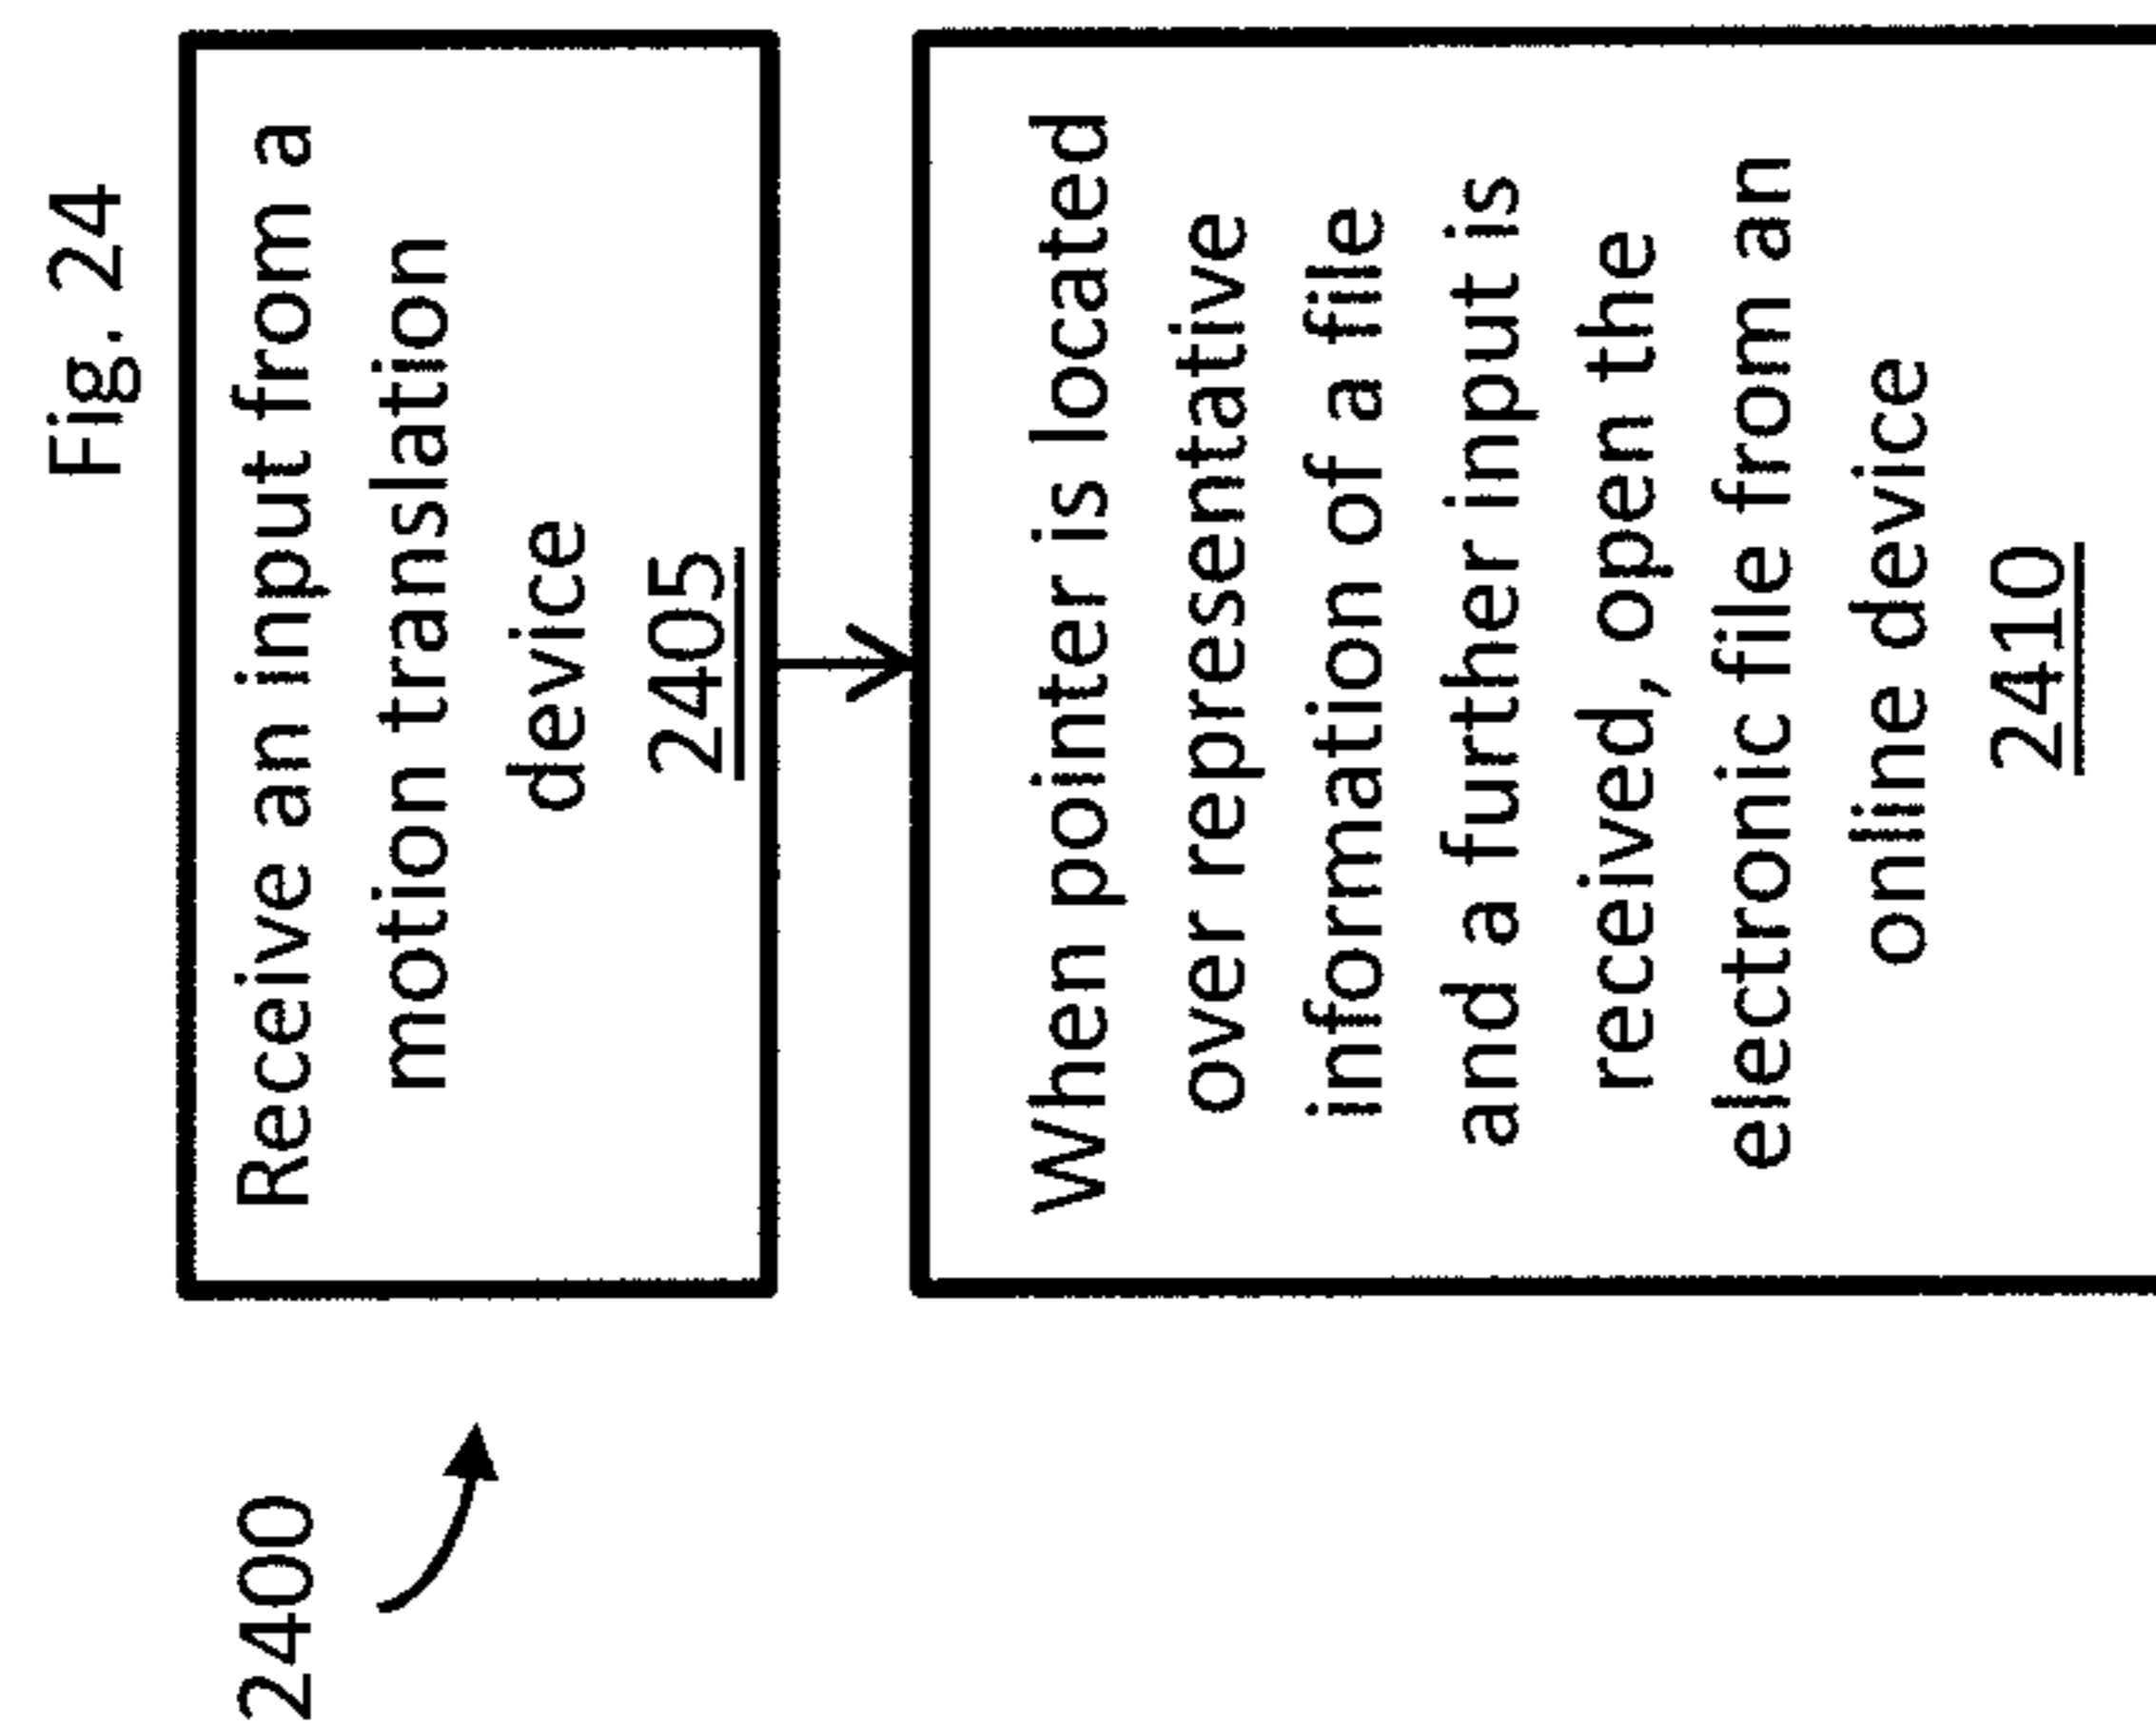 Fig. 24
2400
Receive an input from a
motion translation
device
2405
When pointer is located
over representative
information of a file
and a further input is
received, open the
electronic file from an
online device
2410